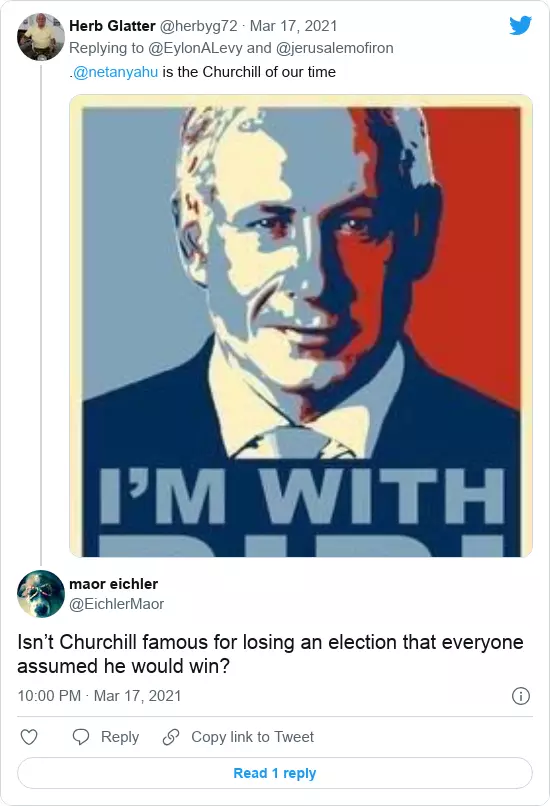 Herb Glatter @herbyg72 · Mar 17, 2021
Replying to @EylonALevy and @jerusalemofiron
.@netanyahu is the Churchill of our time
I'M WITH
maor eichler
@EichlerMaor
Isn't Churchill famous for losing an election that everyone
assumed he would win?
10:00 PM · Mar 17, 2021
Reply
Copy link to Tweet
Read 1 reply